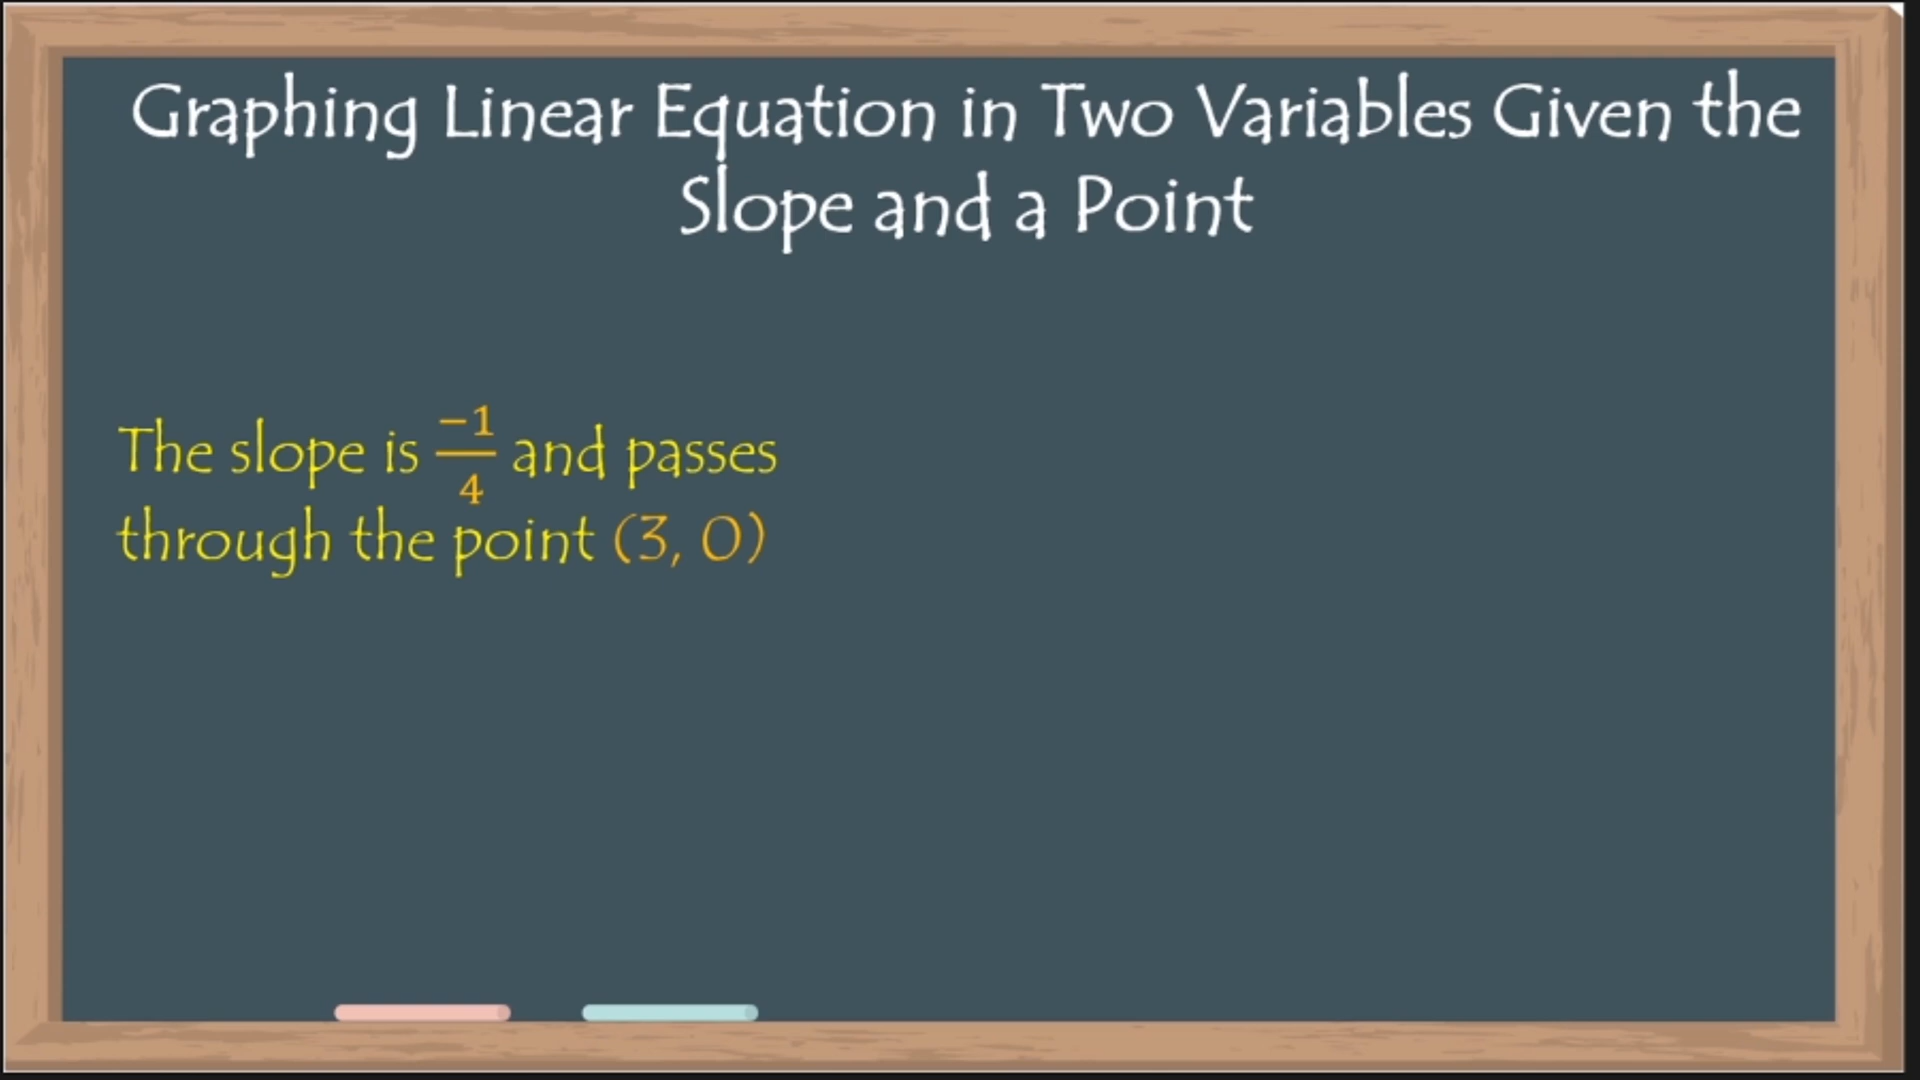 Graphing Linear Equation in Two Variables Given the
Slope and a Point
The slope is −1/4 and passes
through the point (3, 0)